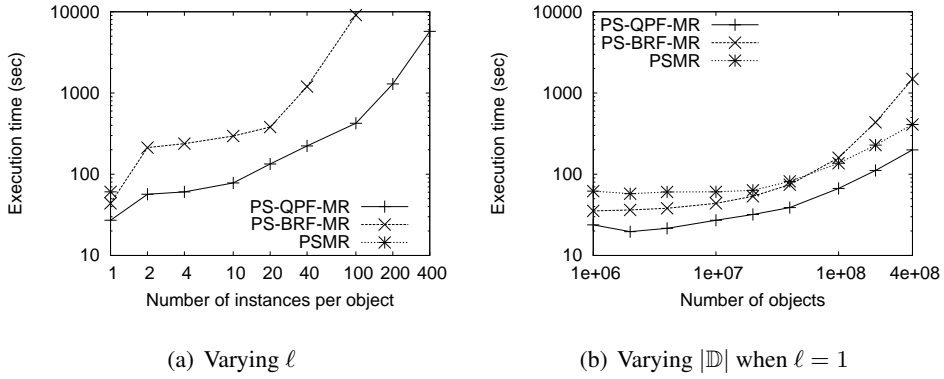 10000
1000
100
10
Execution time (sec)
1 2 4 10 20 40 100 200 400
Number of instances per object
PS-QPF-MR
PS-BRF-MR
PSMR
(a) Varying ℓ
10000
1000
100
10
Execution time (sec)
1e+06 1e+07 1e+08 4e+08
Number of objects
PS-QPF-MR
PS-BRF-MR
PSMR
(b) Varying |𝔻| when ℓ = 1